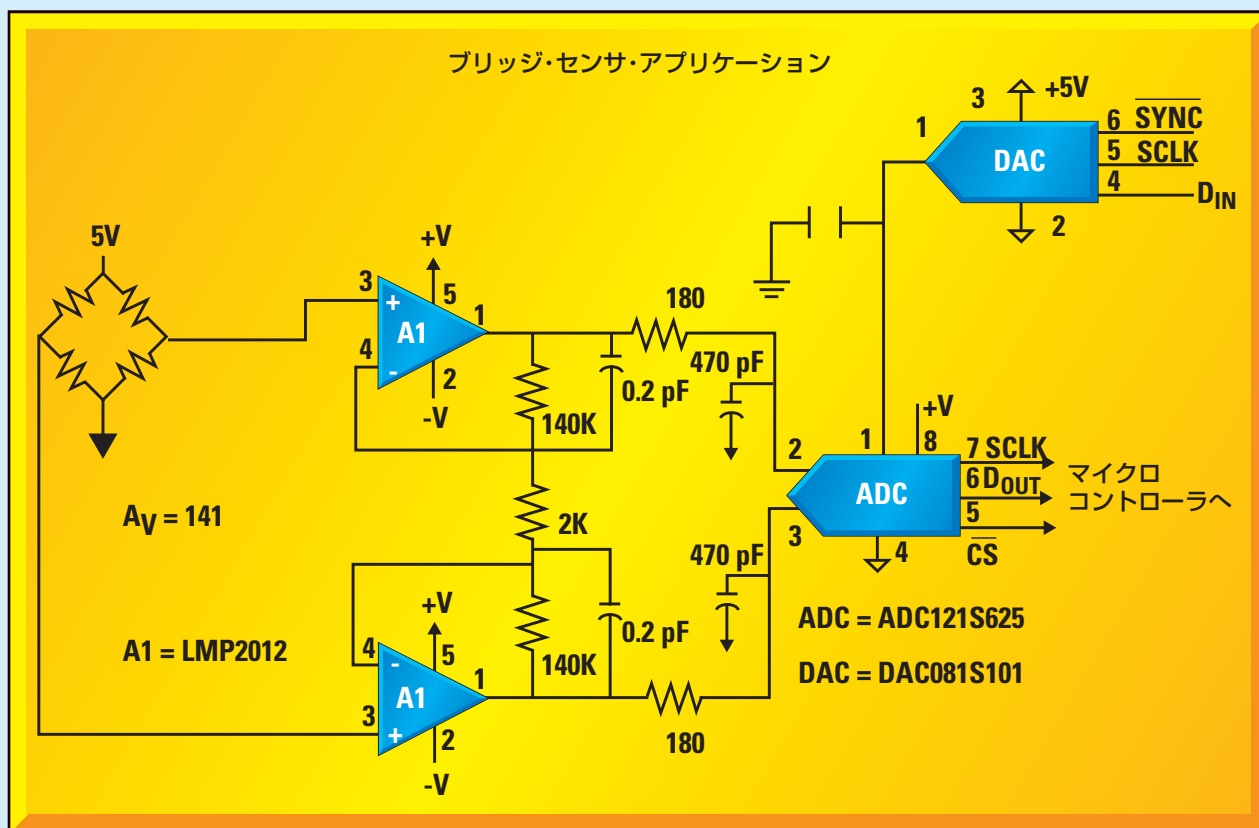 ブリッジ・センサ・アプリケーション
3
+5V
1
DAC
6 SYNC
5 SCLK
4
DIN
2
5V
+V
3
+
5
1
A1
4
-
2
-V
180
470 pF
0.2 pF
140K
+V
1
8
2
ADC
7 SCLK
6 DOUT
5
CS
マイクロ
コントローラへ
3
4
AV = 141
2K
470 pF
+V
4
-
5
0.2 pF
140K
1
A1
3
+
2
-V
180
A1 = LMP2012
ADC = ADC121S625
DAC = DAC081S101